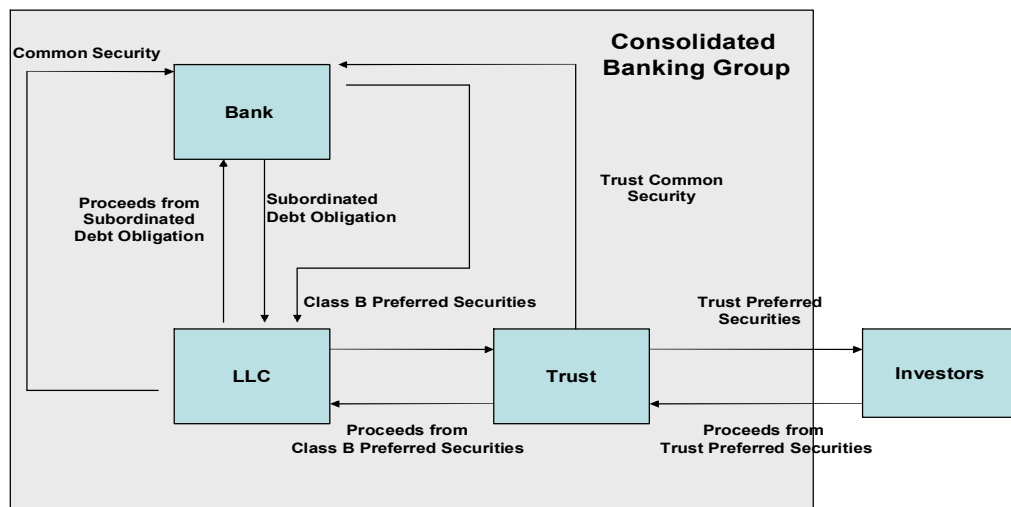 Consolidated
Banking Group
Common Security
Bank
Trust Common
Security
Proceeds from
Subordinated
Debt Obligation
Subordinated
Debt Obligation
Class B Preferred Securities
Trust Preferred
Securities
LLC
Trust
Investors
Proceeds from
Class B Preferred Securities
Proceeds from
Trust Preferred Securities